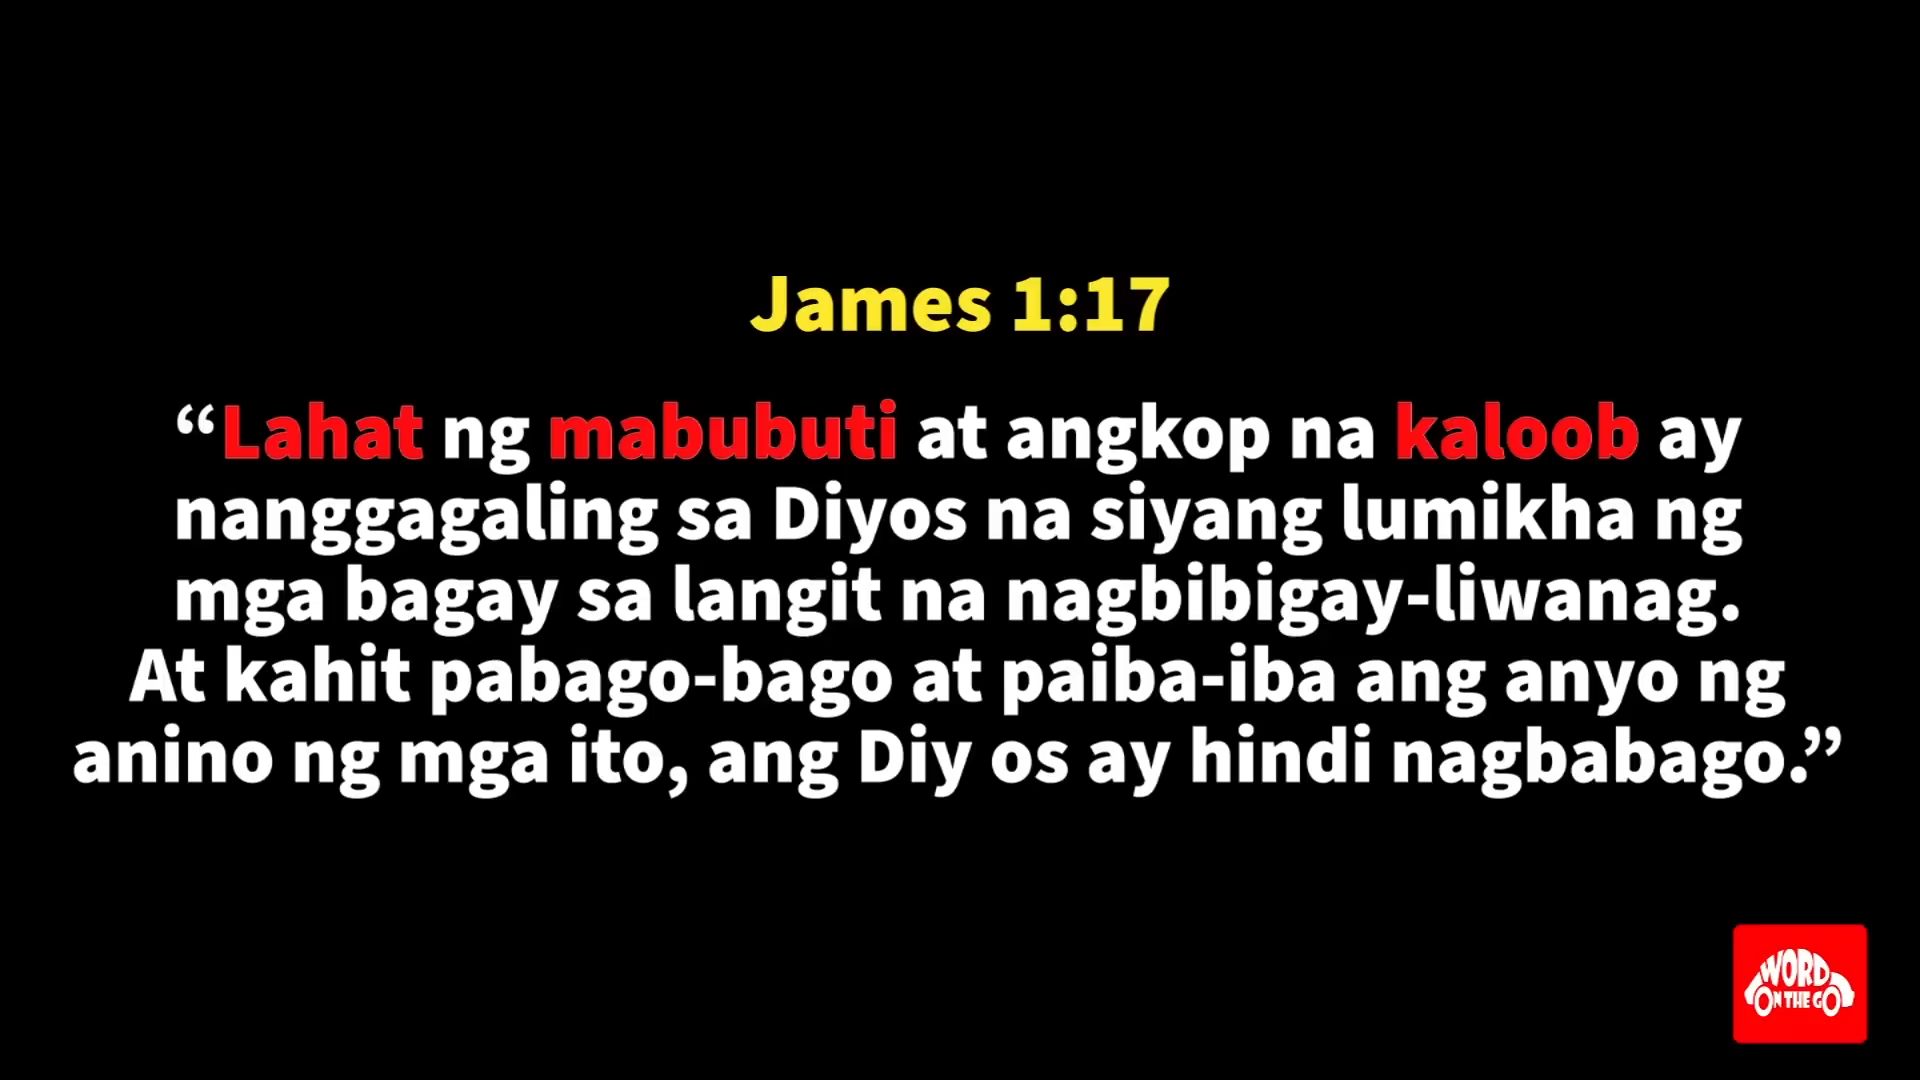 James 1:17
“Lahat ng mabubuti at angkop na kaloob ay
nanggagaling sa Diyos na siyang lumikha ng
mga bagay sa langit na nagbibigay-liwanag.
At kahit pabago-bago at paiba-iba ang anyo ng
anino ng mga ito, ang Diy os ay hindi nagbabago.”
WORD
ON THE GO